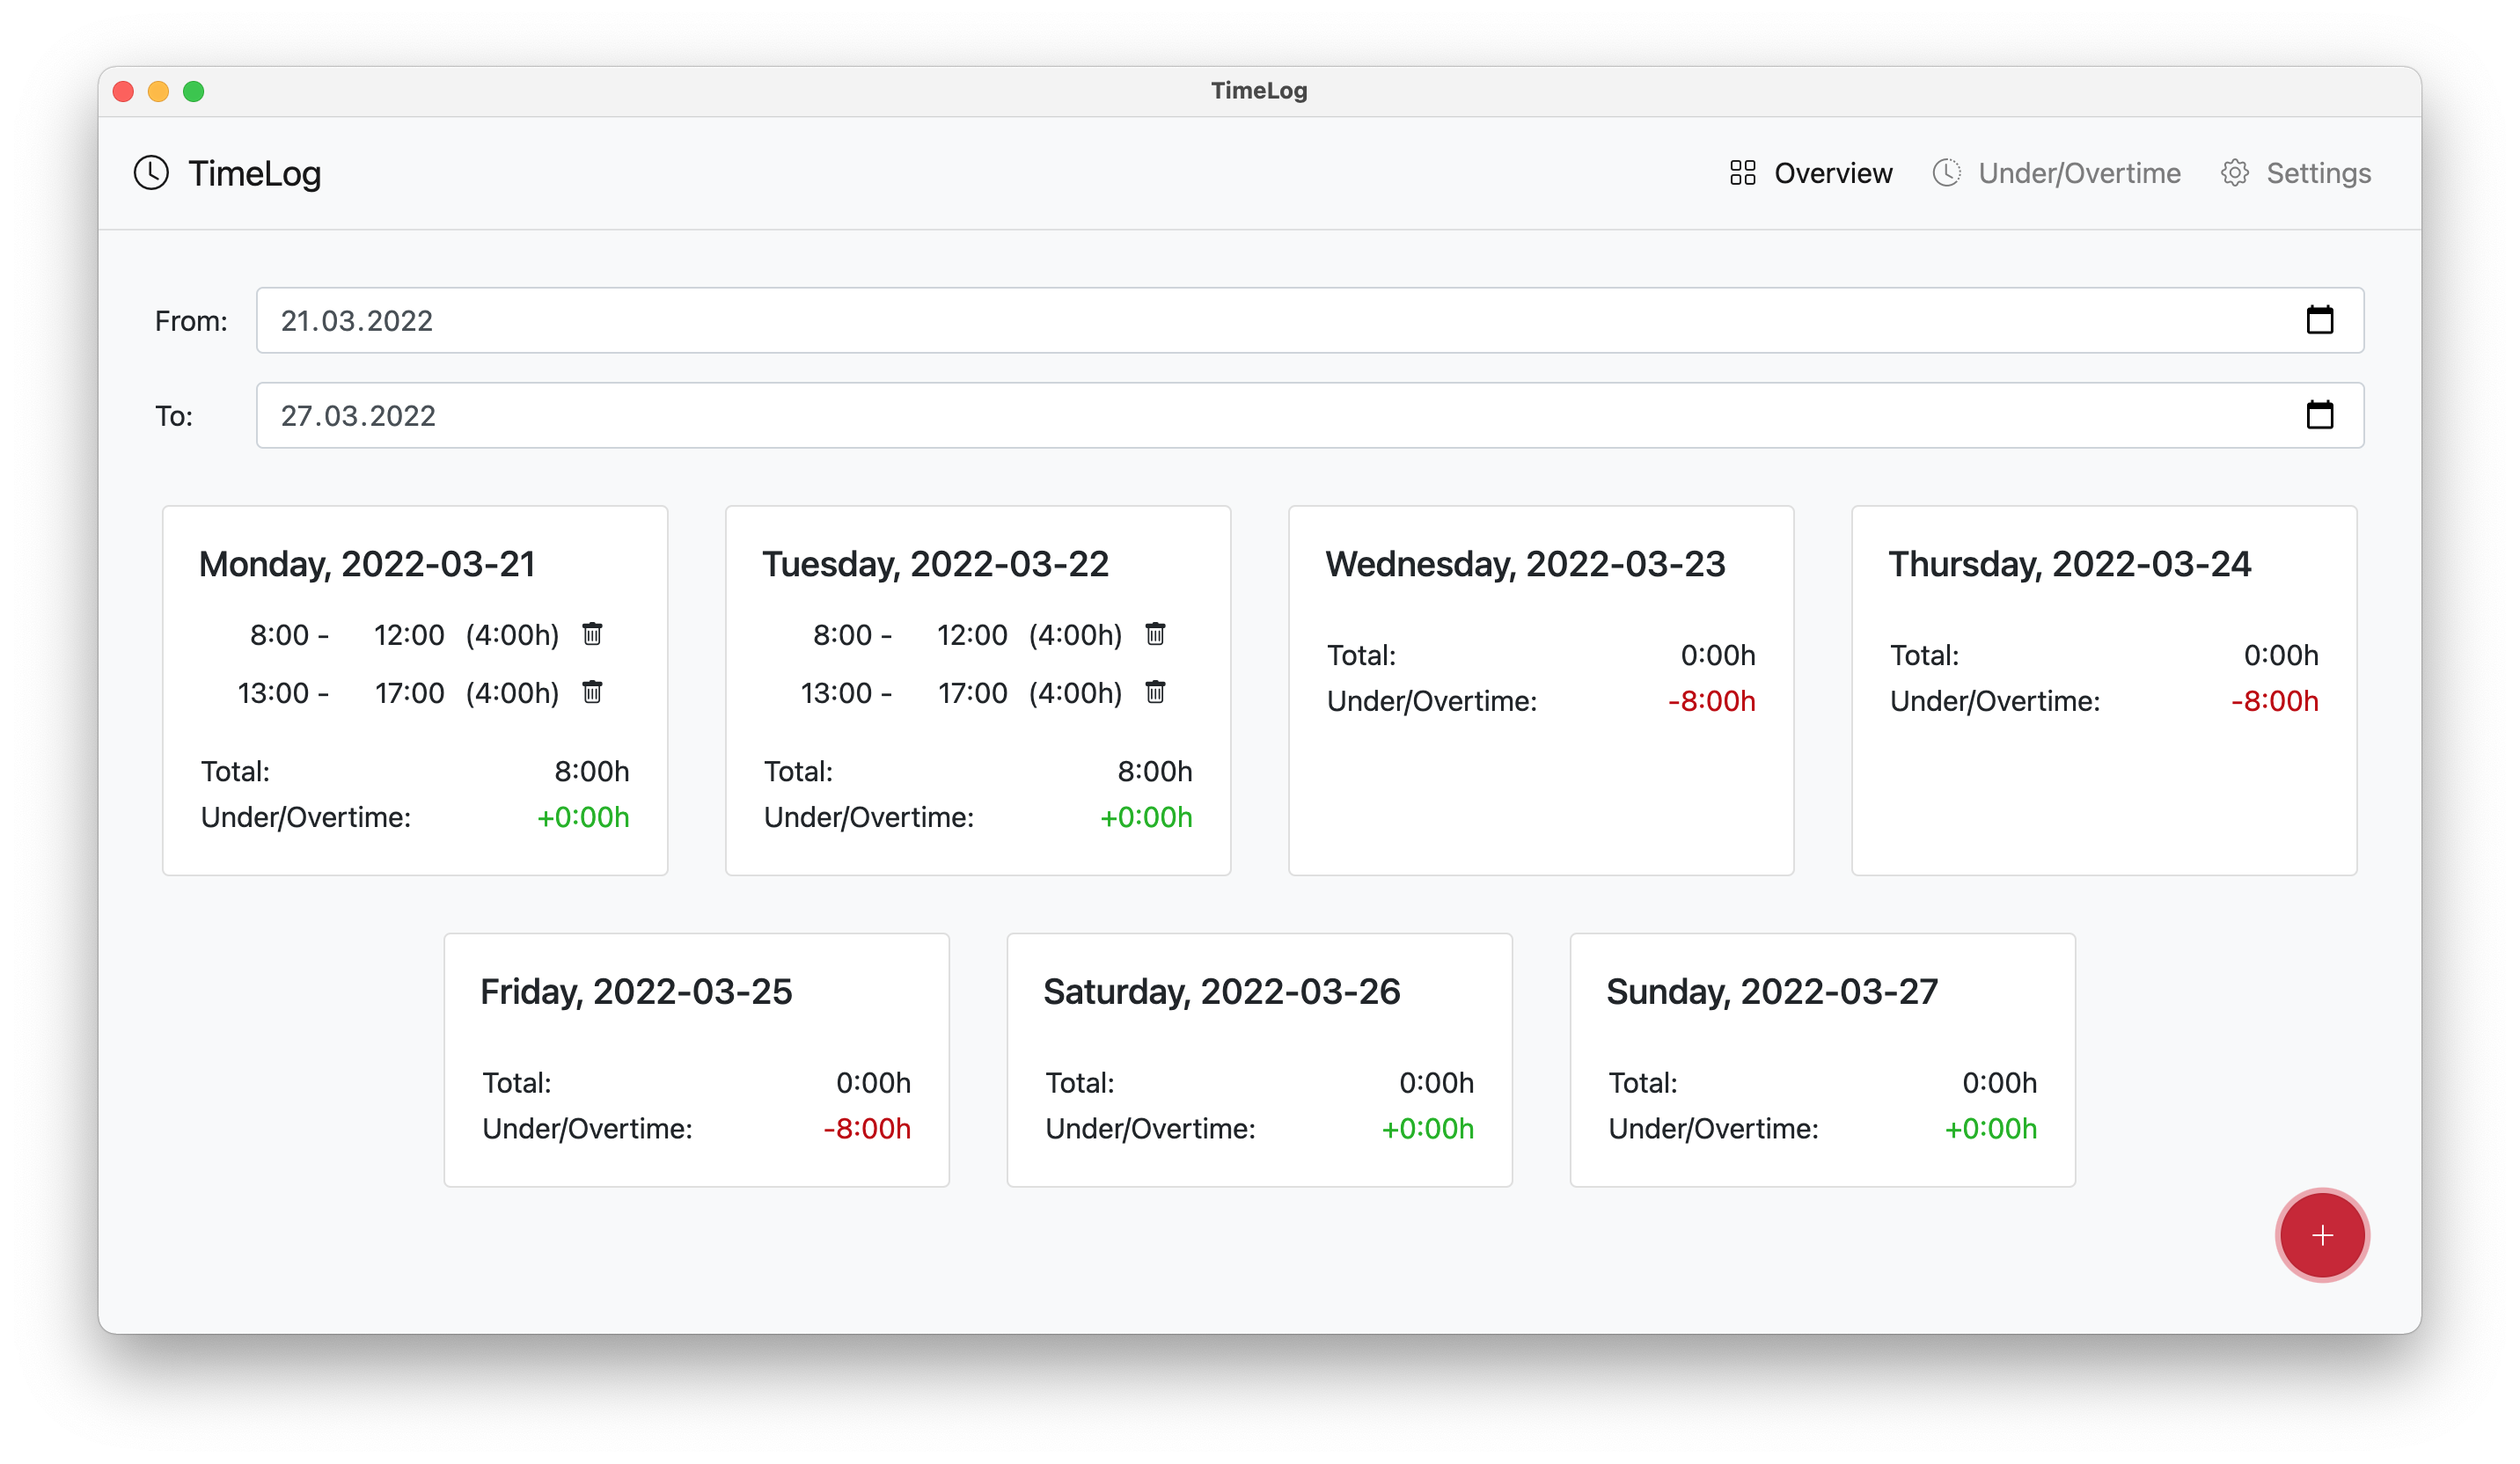 TimeLog
TimeLog
Overview
Under/Overtime
Settings
From: 21.03.2022
To: 27.03.2022
Monday, 2022-03-21
8:00 - 12:00 (4:00h)
13:00 - 17:00 (4:00h)
Total: 8:00h
Under/Overtime: +0:00h
Tuesday, 2022-03-22
8:00 - 12:00 (4:00h)
13:00 - 17:00 (4:00h)
Total: 8:00h
Under/Overtime: +0:00h
Wednesday, 2022-03-23
Total: 0:00h
Under/Overtime: -8:00h
Thursday, 2022-03-24
Total: 0:00h
Under/Overtime: -8:00h
Friday, 2022-03-25
Total: 0:00h
Under/Overtime: -8:00h
Saturday, 2022-03-26
Total: 0:00h
Under/Overtime: +0:00h
Sunday, 2022-03-27
Total: 0:00h
Under/Overtime: +0:00h
+